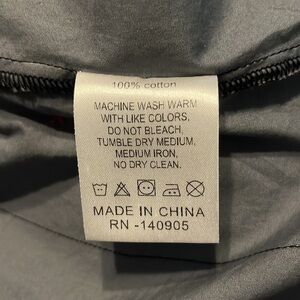 100% cotton
MACHINE WASH WARM
WITH LIKE COLORS,
DO NOT BLEACH,
TUMBLE DRY MEDIUM,
MEDIUM IRON,
NO DRY CLEAN.
MADE IN CHINA
RN -140905